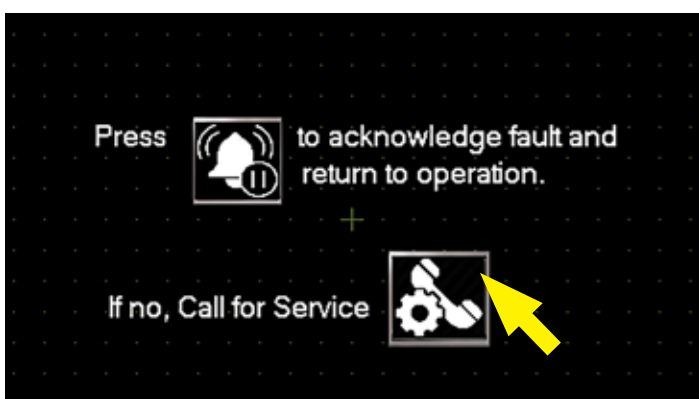 Press to acknowledge fault and
return to operation.
If no, Call for Service